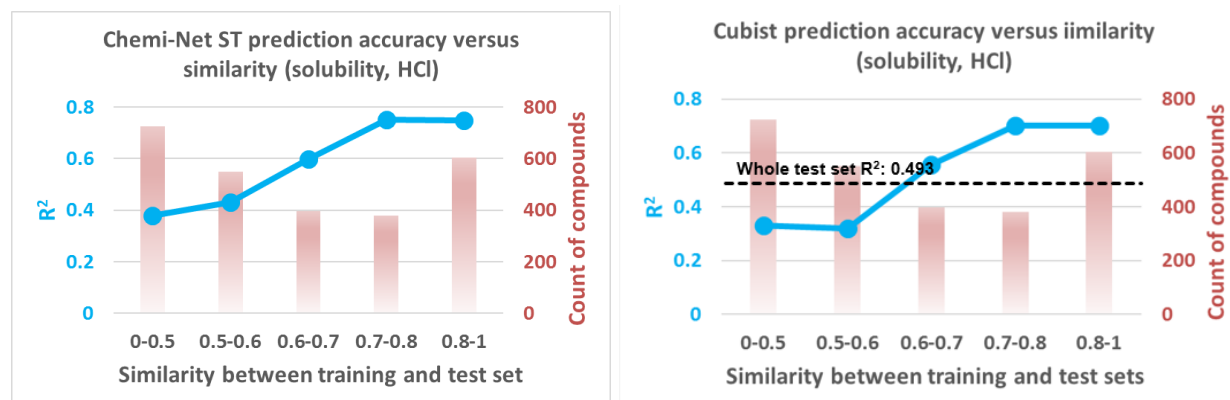 Chemi-Net ST prediction accuracy versus
similarity (solubility, HCl)
0.8
0.6
0.4
0.2
0
R²
800
600
400
200
0
Count of compounds
0-0.5 0.5-0.6 0.6-0.7 0.7-0.8 0.8-1
Similarity between training and test set
Cubist prediction accuracy versus iimilarity
(solubility, HCl)
0.8
0.6
0.4
0.2
0
R²
Whole test set R²: 0.493
800
600
400
200
0
Count of compounds
0-0.5 0.5-0.6 0.6-0.7 0.7-0.8 0.8-1
Similarity between training and test sets